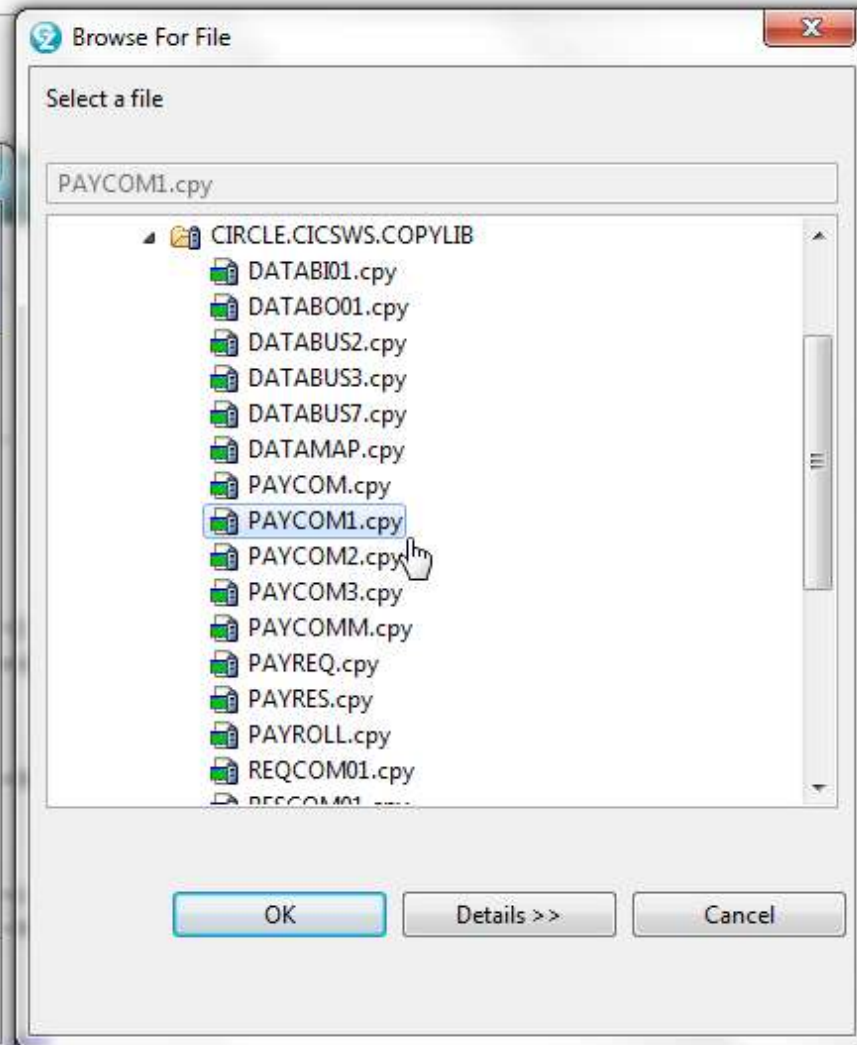 Browse For File
Select a file
PAYCOM1.cpy
CIRCLE.CICSWS.COPYLIB
DATABI01.cpy
DATABO01.cpy
DATABUS2.cpy
DATABUS3.cpy
DATABUS7.cpy
DATAMAP.cpy
PAYCOM.cpy
PAYCOM1.cpy
PAYCOM2.cpy
PAYCOM3.cpy
PAYCOMM.cpy
PAYREQ.cpy
PAYRES.cpy
PAYROLL.cpy
REQCOM01.cpy
OK Details >> Cancel